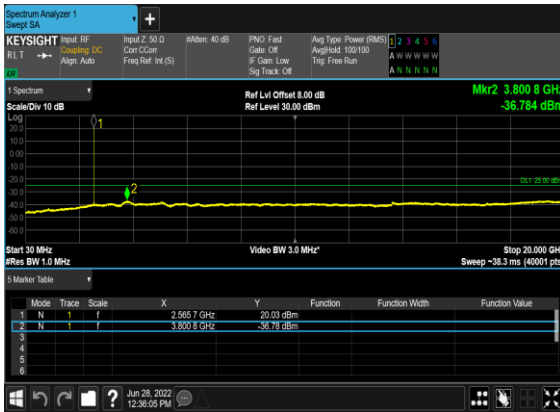 Spectrum Analyzer 1
Swept SA
+
KEYSIGHT Input: RF Input Z: 50 Ω #Atten: 40 dB PNO: Fast Avg Type: Power (RMS) 1 2 3 4 5 6
RLT Coupling: DC Corr CCorr Gate: Off Avg|Hold: 100/100 A W W W W W
Align: Auto Freq Ref: Int (S) IF Gain: Low Trig: Free Run
LW Sig Track: Off A N N N N N
1 Spectrum Ref Lvl Offset 8.00 dB Mkr2 3.800 8 GHz
Scale/Div 10 dB Ref Level 30.00 dBm -36.784 dBm
Log
20.0 1
10.0
0.00
-10.0
-20.0 DL1 -25.00 dBm
-30.0 2
-40.0
-50.0
-60.0
Start 30 MHz Video BW 3.0 MHz* Stop 20.000 GHz
#Res BW 1.0 MHz Sweep ~38.3 ms (40001 pts)
5 Marker Table
Mode Trace Scale X Y Function Function Width Function Value
1 N 1 f 2.565 7 GHz 20.03 dBm
2 N 1 f 3.800 8 GHz -36.78 dBm
3
4
5
6
? Jun 28, 2022
12:36:05 PM